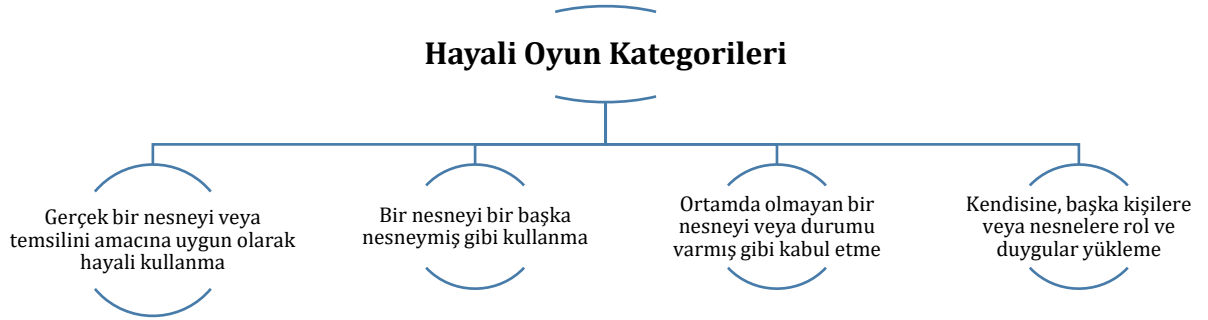 Hayali Oyun Kategorileri
Gerçek bir nesneyi veya
temsilini amacına uygun olarak
hayali kullanma
Bir nesneyi bir başka
nesneymiş gibi kullanma
Ortamda olmayan bir
nesneyi veya durumu
varmış gibi kabul etme
Kendisine, başka kişilere
veya nesnelere rol ve
duygular yükleme